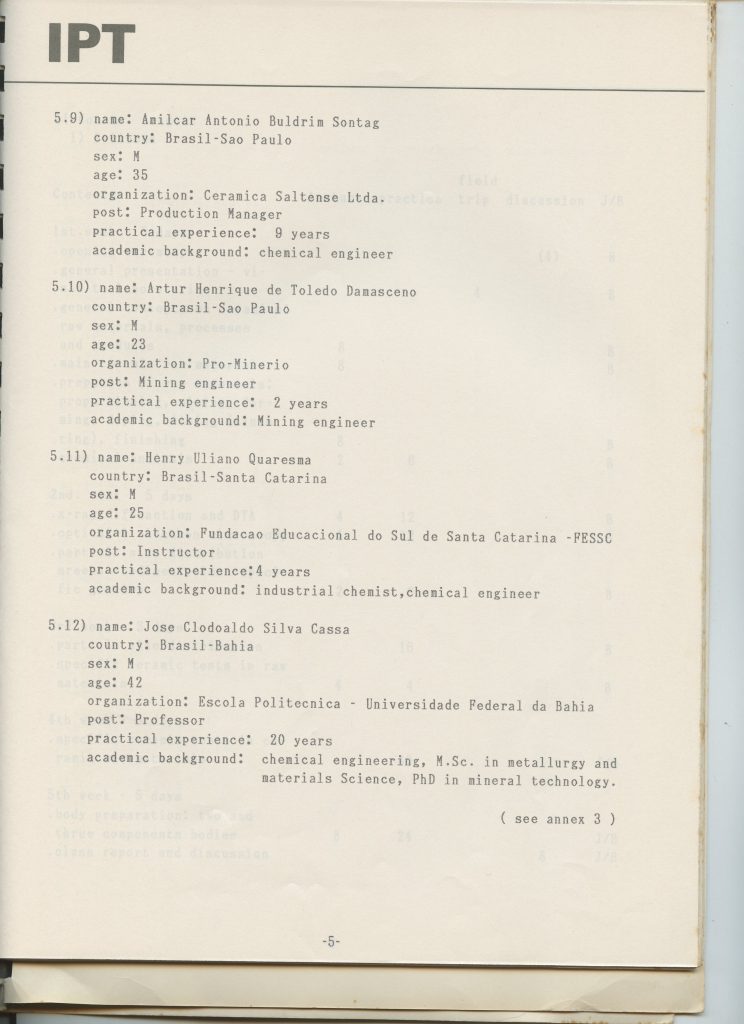 IPT
5.9) name: Amilcar Antonio Buldrim Sontag
country: Brasil-Sao Paulo
sex: M
age: 35
organization: Ceramica Saltense Ltda.
post: Production Manager
practical experience: 9 years
academic background: chemical engineer
5.10) name: Artur Henrique de Toledo Damasceno
country: Brasil-Sao Paulo
sex: M
age: 23
organization: Pro-Minerio
post: Mining engineer
practical experience: 2 years
academic background: Mining engineer
5.11) name: Henry Uliano Quaresma
country: Brasil-Santa Catarina
sex: M
age: 25
organization: Fundacao Educacional do Sul de Santa Catarina -FESSC
post: Instructor
practical experience:4 years
academic background: industrial chemist,chemical engineer
5.12) name: Jose Clodoaldo Silva Cassa
country: Brasil-Bahia
sex: M
age: 42
organization: Escola Politecnica - Universidade Federal da Bahia
post: Professor
practical experience: 20 years
academic background: chemical engineering, M.Sc. in metallurgy and
materials Science, PhD in mineral technology.
( see annex 3 )
-5-